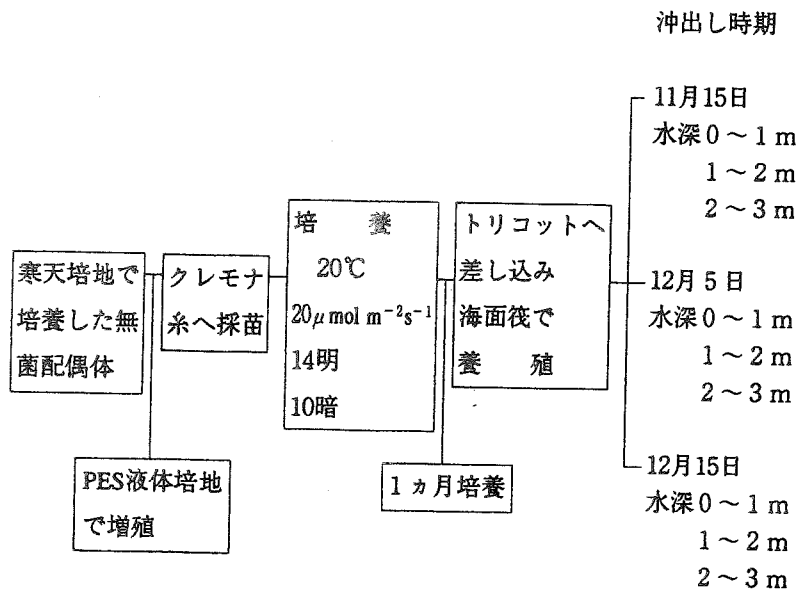 寒天培地で
培養した無
菌配偶体
PES液体培地
で増殖
クレモナ
糸へ採苗
培　　養
20℃
20μmol m⁻²s⁻¹
14明
10暗
1ヵ月培養
トリコットへ
差し込み
海面筏で
養　　殖
沖出し時期
11月15日
水深0～1m
1～2m
2～3m
12月5日
水深0～1m
1～2m
2～3m
12月15日
水深0～1m
1～2m
2～3m